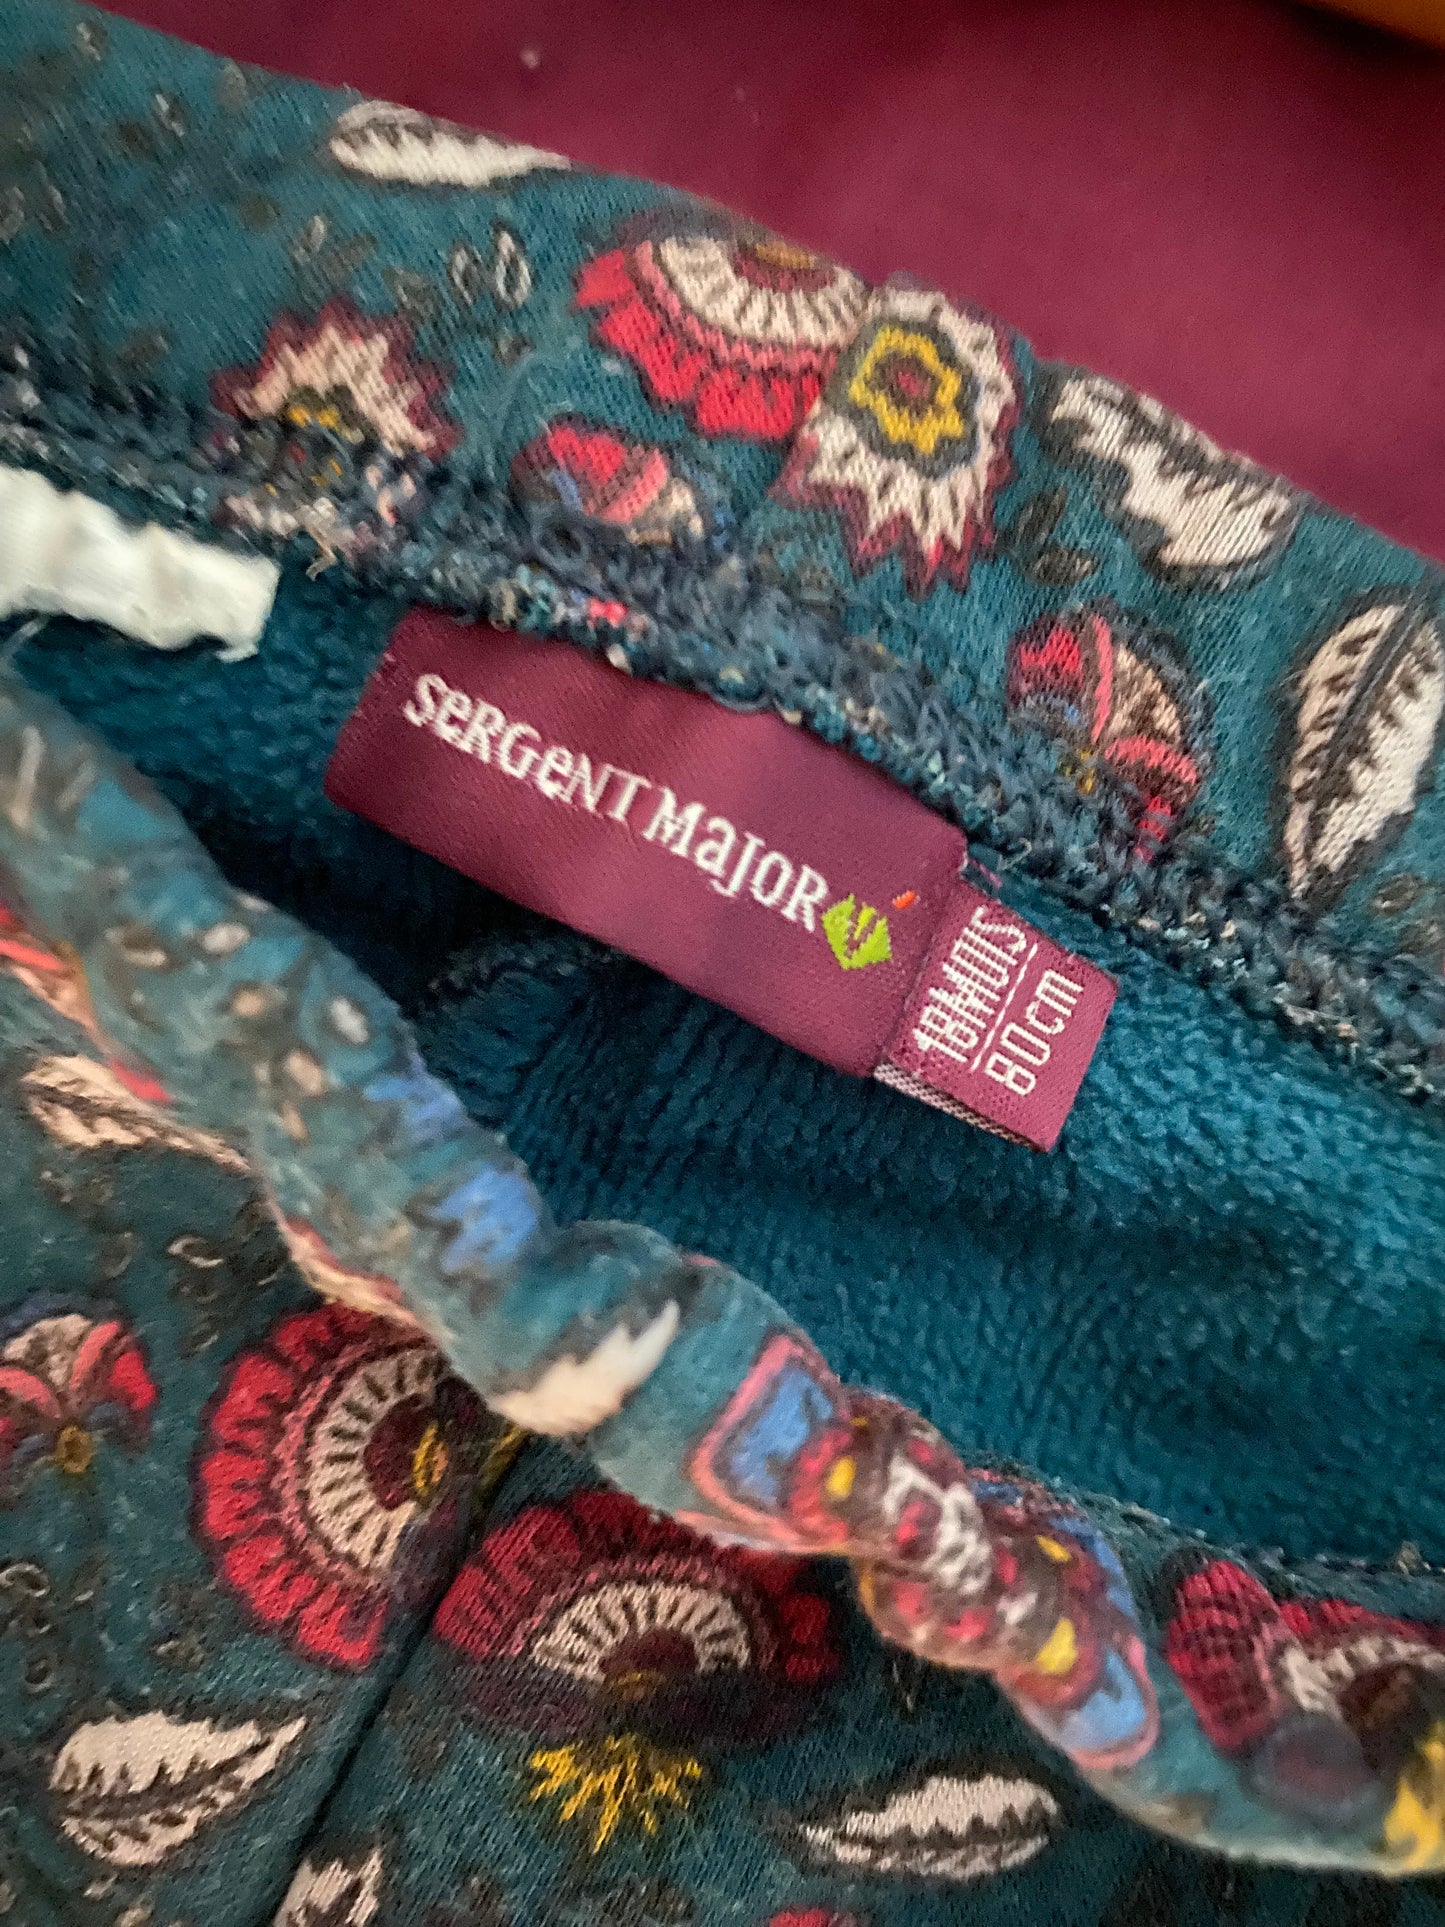 SeRGeNT MaJOR
18MOIS
80cm